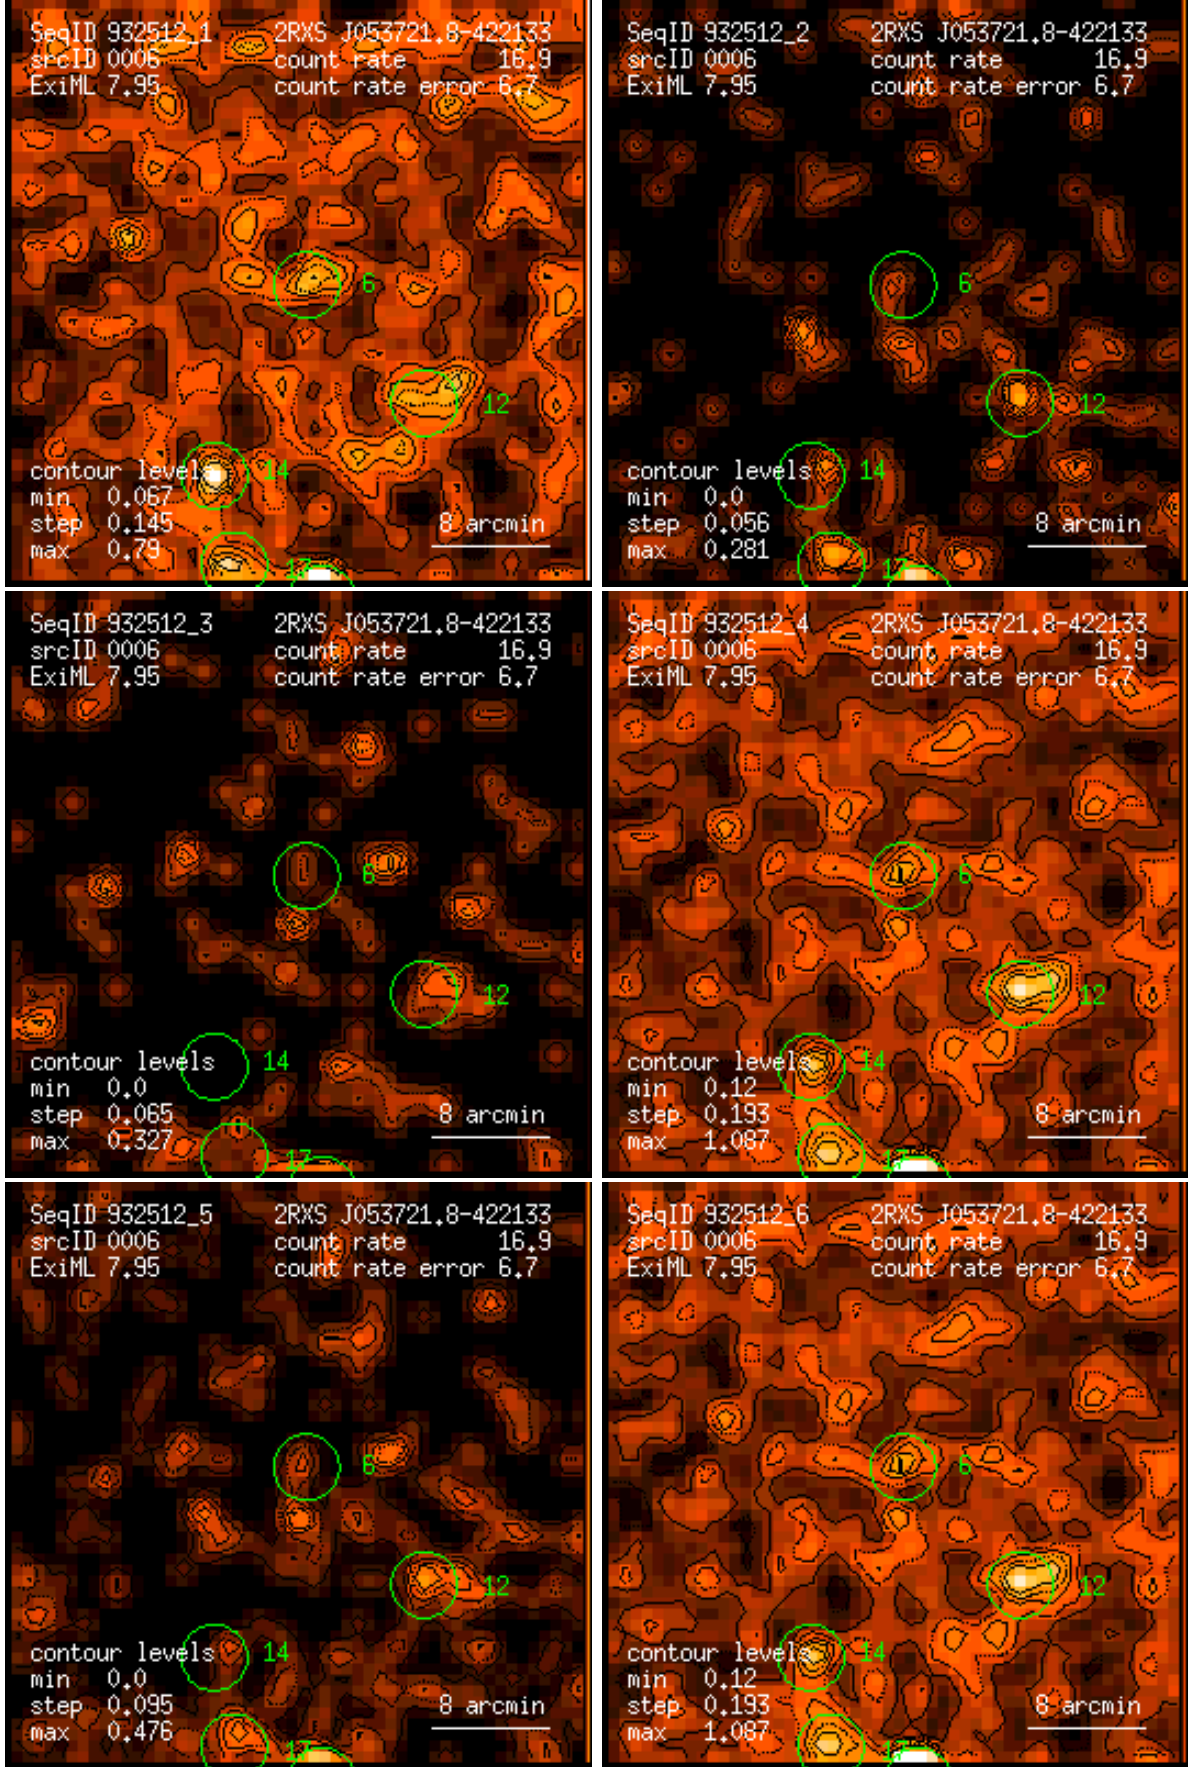 SeqID 932512_1 2RXS J053721.8-422133
srcID 0006 count rate 16.9
ExiML 7.95 count rate error 6.7
6
12
contour levels 14
min 0.067
step 0.145 8 arcmin
max 0.79
17
SeqID 932512_2 2RXS J053721.8-422133
srcID 0006 count rate 16.9
ExiML 7.95 count rate error 6.7
6
12
contour levels 14
min 0.0
step 0.056 8 arcmin
max 0.281
17
SeqID 932512_3 2RXS J053721.8-422133
srcID 0006 count rate 16.9
ExiML 7.95 count rate error 6.7
6
12
contour levels 14
min 0.0
step 0.065 8 arcmin
max 0.327
17
SeqID 932512_4 2RXS J053721.8-422133
srcID 0006 count rate 16.9
ExiML 7.95 count rate error 6.7
6
12
contour levels 14
min 0.12
step 0.193 8 arcmin
max 1.087
17
SeqID 932512_5 2RXS J053721.8-422133
srcID 0006 count rate 16.9
ExiML 7.95 count rate error 6.7
6
12
contour levels 14
min 0.0
step 0.095 8 arcmin
max 0.476
17
SeqID 932512_6 2RXS J053721.8-422133
srcID 0006 count rate 16.9
ExiML 7.95 count rate error 6.7
6
12
contour levels 14
min 0.12
step 0.193 8 arcmin
max 1.087
17